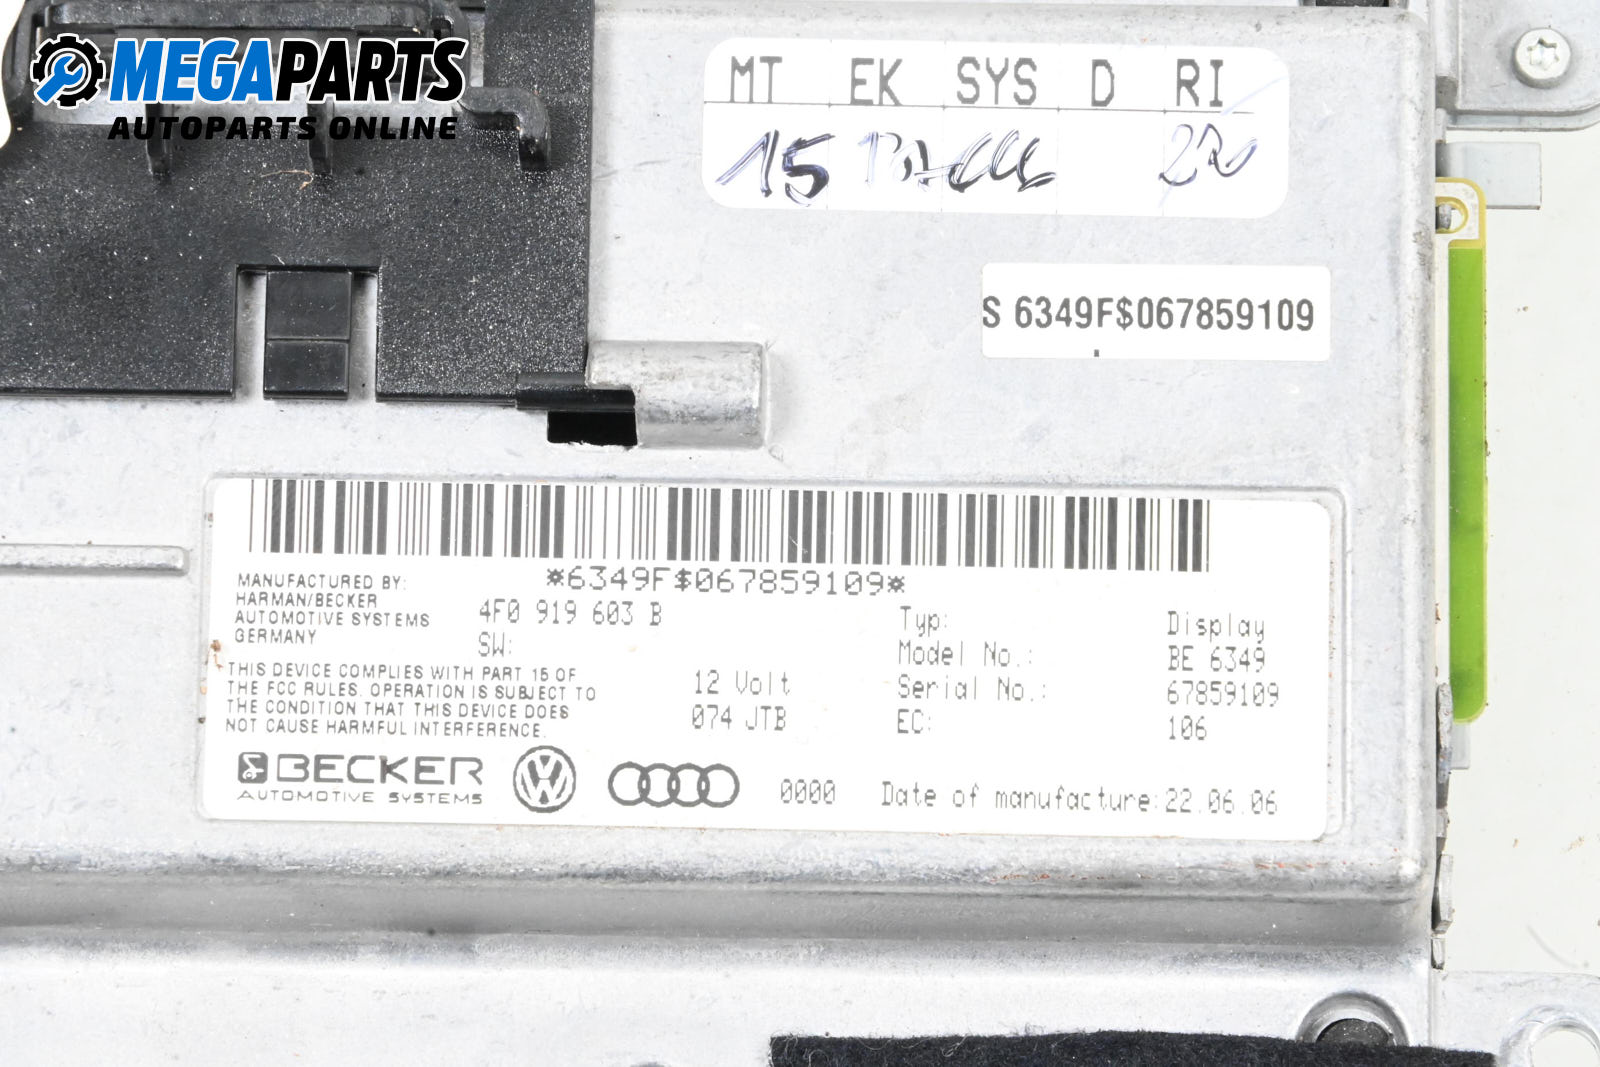 MEGAPARTS
AUTOPARTS ONLINE
MT EK SYS D RI
15
S 6349F$067859109
*6349F$067859109*
MANUFACTURED BY:
HARMAN/BECKER
AUTOMOTIVE SYSTEMS
GERMANY
4F0 919 603 B
SW:
THIS DEVICE COMPLIES WITH PART 15 OF
THE FCC RULES. OPERATION IS SUBJECT TO
THE CONDITION THAT THIS DEVICE DOES
NOT CAUSE HARMFUL INTERFERENCE.
12 Volt
074 JTB
Typ: Display
Model No.: BE 6349
Serial No.: 67859109
EC: 106
BECKER
AUTOMOTIVE SYSTEMS
VW
0000
Date of manufacture: 22.06.06